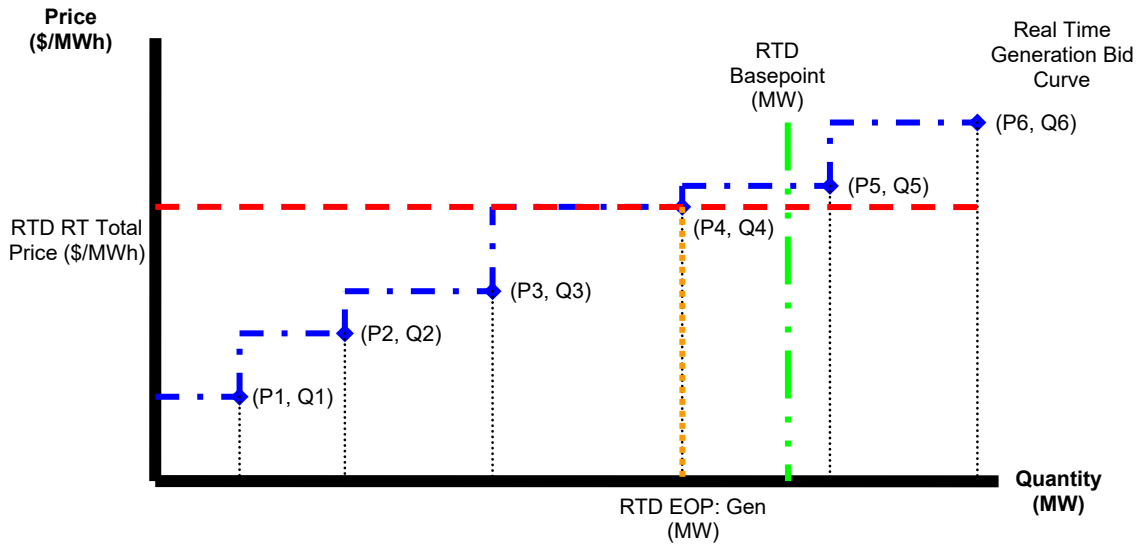 Price
($/MWh)
Real Time
Generation Bid
Curve
RTD
Basepoint
(MW)
(P6, Q6)
(P5, Q5)
RTD RT Total
Price ($/MWh)
(P4, Q4)
(P3, Q3)
(P2, Q2)
(P1, Q1)
Quantity
(MW)
RTD EOP: Gen
(MW)